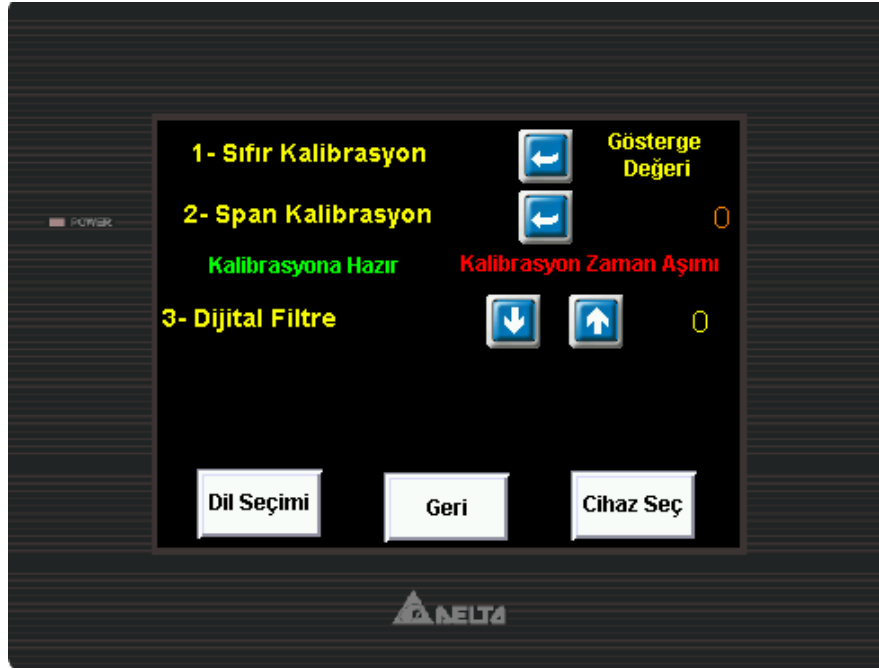 1- Sıfır Kalibrasyon
Gösterge
Değeri
2- Span Kalibrasyon
0
POWER
Kalibrasyona Hazır
Kalibrasyon Zaman Aşımı
3- Dijital Filtre
0
Dil Seçimi
Geri
Cihaz Seç
DELTA